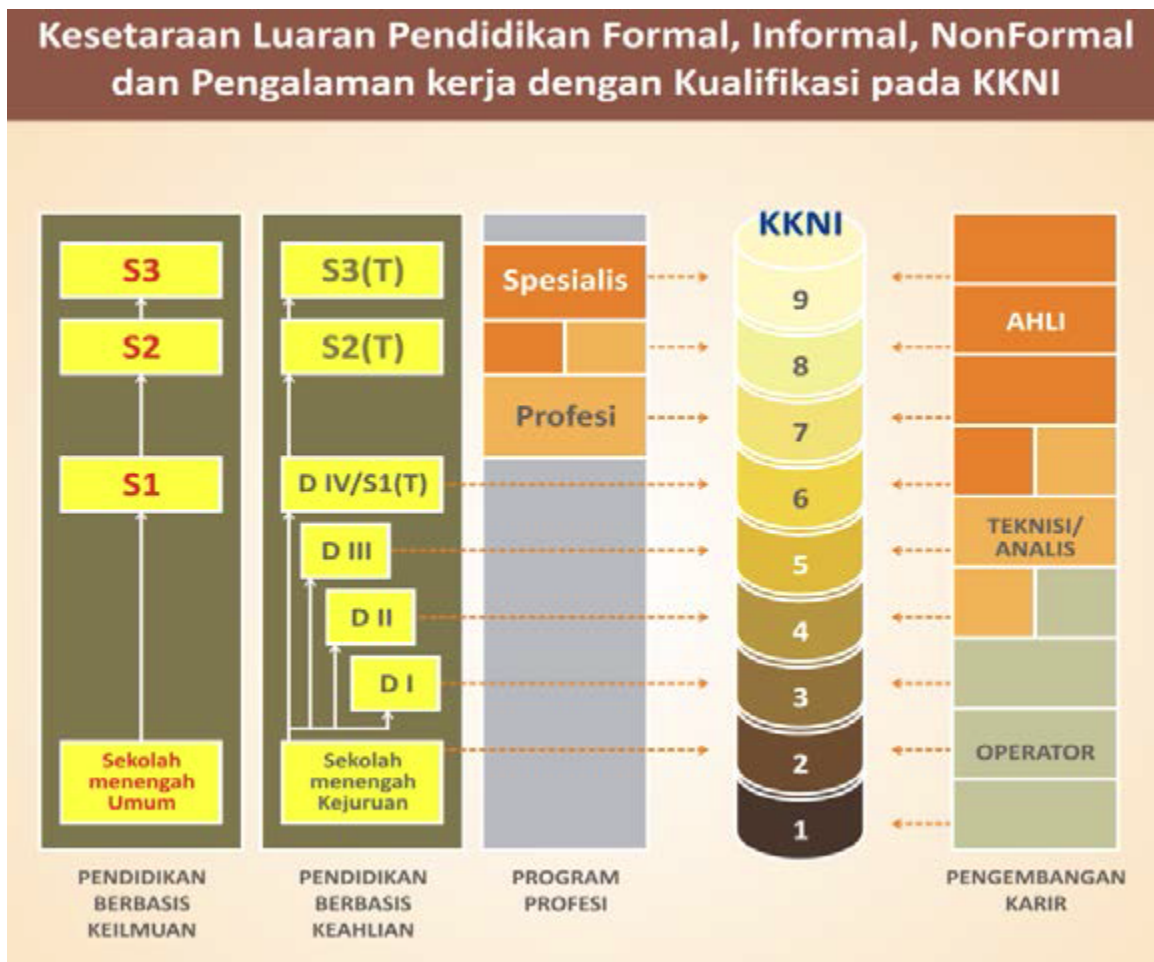 Kesetaraan Luaran Pendidikan Formal, Informal, NonFormal
dan Pengalaman kerja dengan Kualifikasi pada KKNI
S3
S2
S1
Sekolah
menengah
Umum
PENDIDIKAN
BERBASIS
KEILMUAN
S3(T)
S2(T)
D IV/S1(T)
D III
D II
D I
Sekolah
menengah
Kejuruan
PENDIDIKAN
BERBASIS
KEAHLIAN
Spesialis
Profesi
PROGRAM
PROFESI
KKNI
9
8
7
6
5
4
3
2
1
AHLI
TEKNISI/
ANALIS
OPERATOR
PENGEMBANGAN
KARIR